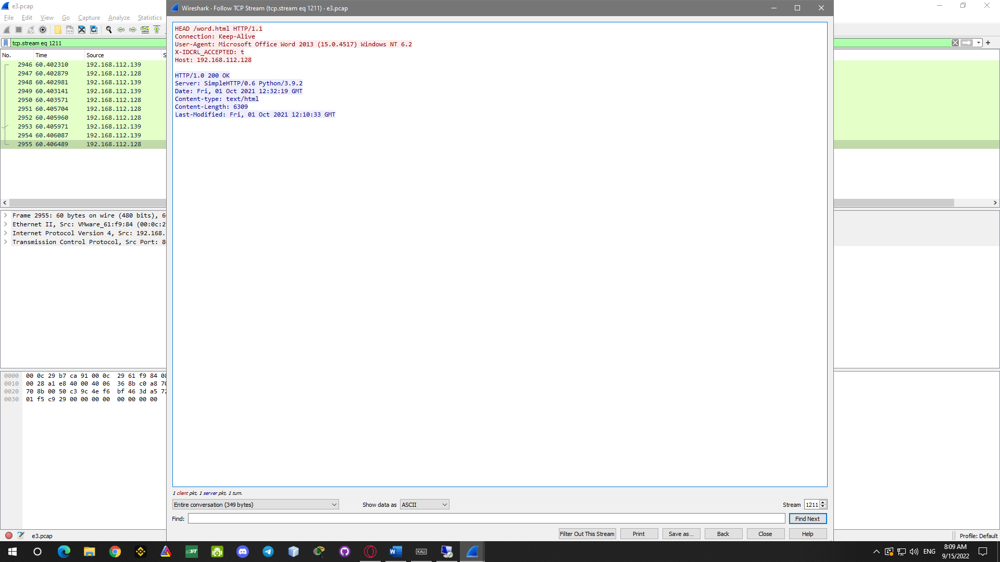 e3.pcap
Wireshark · Follow TCP Stream (tcp.stream eq 1211) · e3.pcap
File Edit View Go Capture Analyze Statistics
tcp.stream eq 1211
No. Time Source S
2946 60.402310 192.168.112.139
2947 60.402879 192.168.112.128
2948 60.402981 192.168.112.139
2949 60.403141 192.168.112.139
2950 60.403571 192.168.112.128
2951 60.405704 192.168.112.128
2952 60.405960 192.168.112.128
2953 60.405971 192.168.112.139
2954 60.406087 192.168.112.139
2955 60.406489 192.168.112.128
Frame 2955: 60 bytes on wire (480 bits), 6
Ethernet II, Src: VMware_61:f9:84 (00:0c:2
Internet Protocol Version 4, Src: 192.168.
Transmission Control Protocol, Src Port: 8
0000 00 0c 29 b7 ca 91 00 0c 29 61 f9 84 08
0010 00 28 a1 e8 40 00 40 06 36 8b c0 a8 70
0020 70 8b 00 50 c3 9c 4e f6 bf 46 3d a5 72
0030 01 f5 c9 29 00 00 00 00 00 00 00 00
HEAD /word.html HTTP/1.1
Connection: Keep-Alive
User-Agent: Microsoft Office Word 2013 (15.0.4517) Windows NT 6.2
X-IDCRL_ACCEPTED: t
Host: 192.168.112.128
HTTP/1.0 200 OK
Server: SimpleHTTP/0.6 Python/3.9.2
Date: Fri, 01 Oct 2021 12:32:19 GMT
Content-type: text/html
Content-Length: 6309
Last-Modified: Fri, 01 Oct 2021 12:10:33 GMT
1 client pkt, 1 server pkt, 1 turn.
Entire conversation (349 bytes) Show data as ASCII Stream 1211
Find: Find Next
Filter Out This Stream Print Save as... Back Close Help
e3.pcap Profile: Default
KALI
ENG
8:09 AM
9/15/2022